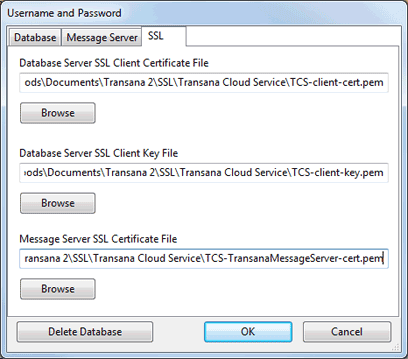 Username and Password
Database Message Server SSL
Database Server SSL Client Certificate File
ods\Documents\Transana 2\SSL\Transana Cloud Service\TCS-client-cert.pem
Browse
Database Server SSL Client Key File
ods\Documents\Transana 2\SSL\Transana Cloud Service\TCS-client-key.pem
Browse
Message Server SSL Certificate File
ransana 2\SSL\Transana Cloud Service\TCS-TransanaMessageServer-cert.pem
Browse
Delete Database OK Cancel